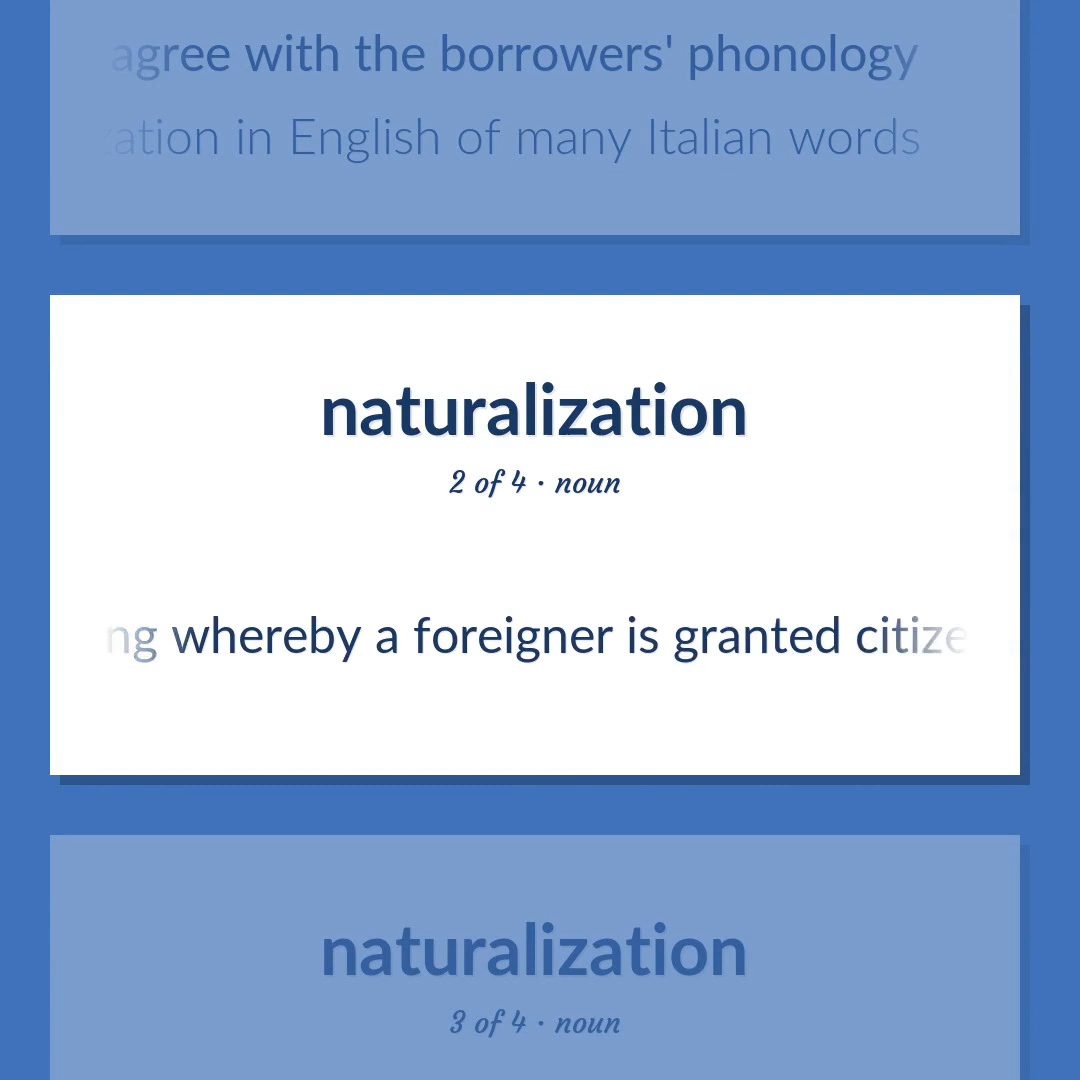 agree with the borrowers' phonology
ation in English of many Italian words
naturalization
2 of 4 · noun
ng whereby a foreigner is granted citize
naturalization
3 of 4 · noun